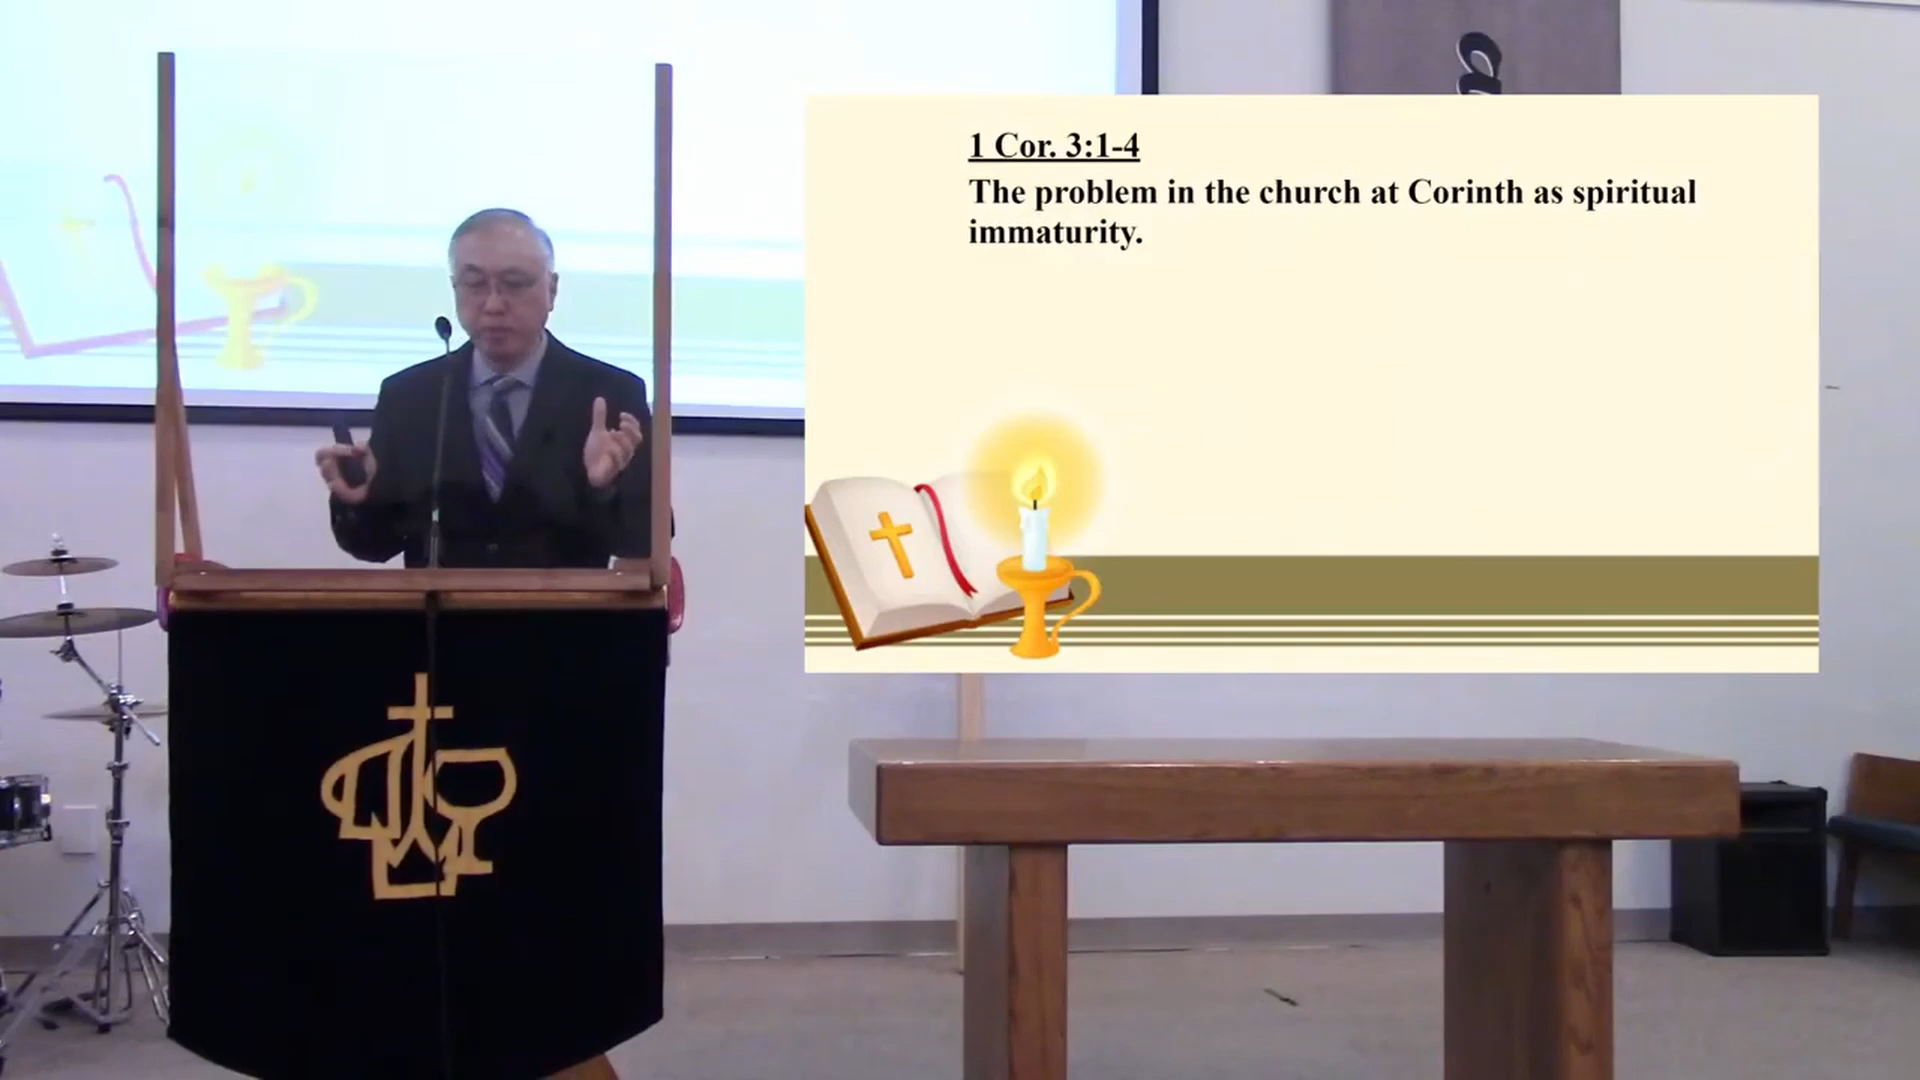 1 Cor. 3:1-4
The problem in the church at Corinth as spiritual
immaturity.